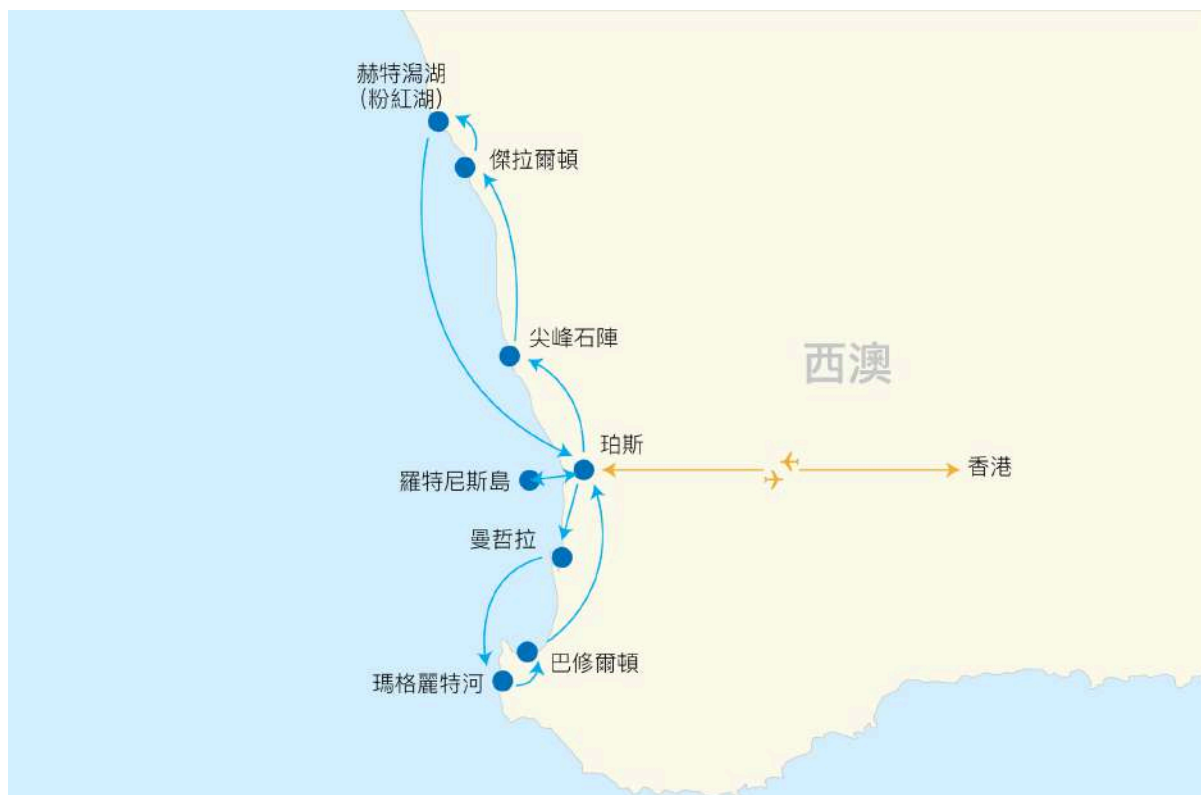 赫特潟湖
(粉紅湖)
傑拉爾頓
尖峰石陣
西澳
珀斯
香港
羅特尼斯島
曼哲拉
巴修爾頓
瑪格麗特河